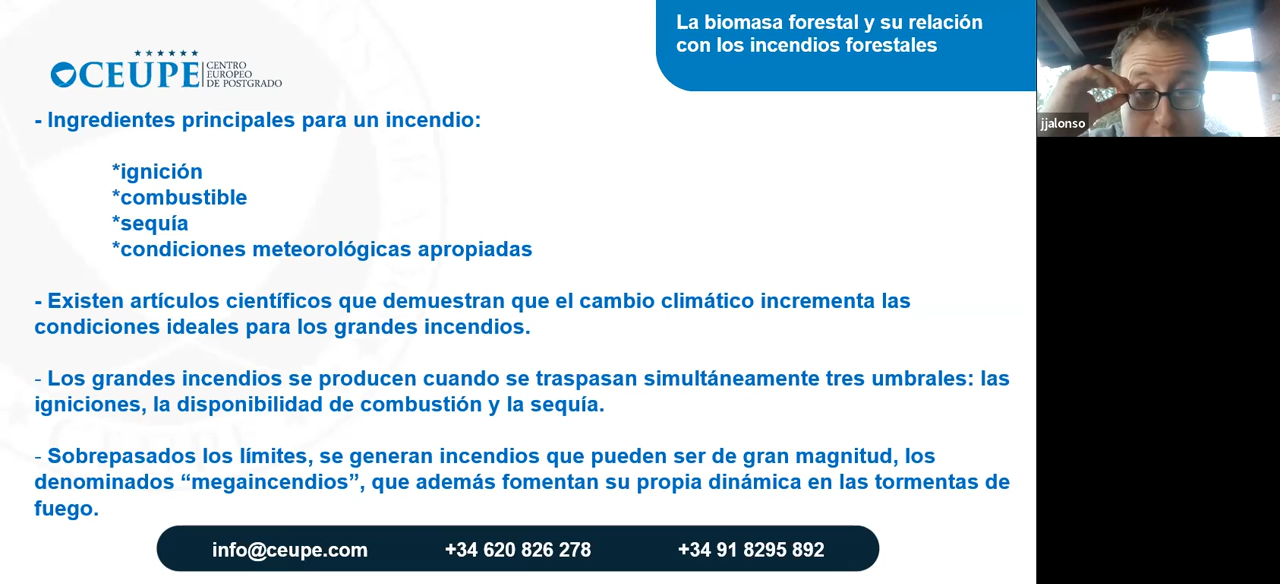 La biomasa forestal y su relación
con los incendios forestales
CEUPE
CENTRO
EUROPEO
DE POSTGRADO
jjalonso
- Ingredientes principales para un incendio:
*ignición
*combustible
*sequía
*condiciones meteorológicas apropiadas
- Existen artículos científicos que demuestran que el cambio climático incrementa las
condiciones ideales para los grandes incendios.
- Los grandes incendios se producen cuando se traspasan simultáneamente tres umbrales: las
igniciones, la disponibilidad de combustión y la sequía.
- Sobrepasados los límites, se generan incendios que pueden ser de gran magnitud, los
denominados “megaincendios”, que además fomentan su propia dinámica en las tormentas de
fuego.
info@ceupe.com +34 620 826 278 +34 91 8295 892